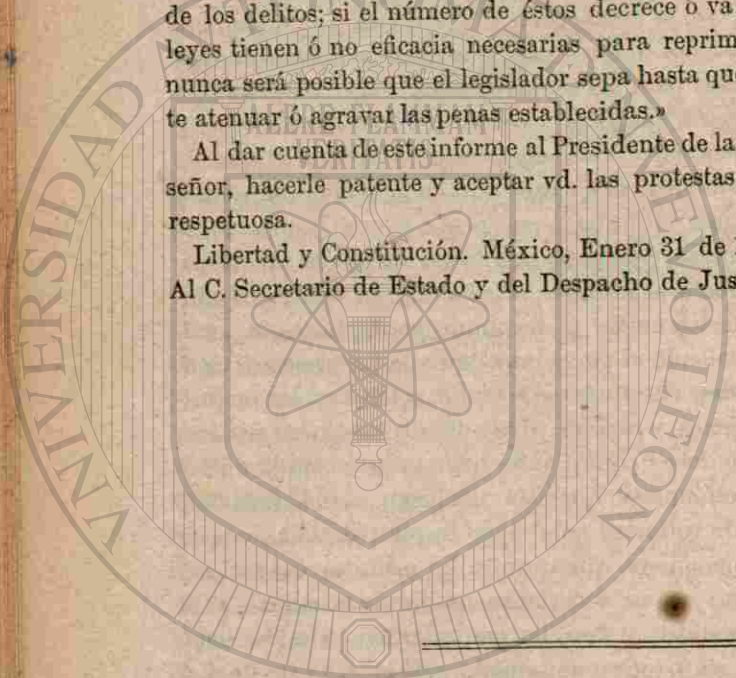 de los delitos; si el número de éstos decrece ó va
leyes tienen ó no eficacia necesarias para reprim
nunca será posible que el legislador sepa hasta qu
te atenuar ó agravar las penas establecidas.»
Al dar cuenta de este informe al Presidente de la
señor, hacerle patente y aceptar vd. las protestas
respetuosa.
Libertad y Constitución. México, Enero 31 de
Al C. Secretario de Estado y del Despacho de Jus
ALERE FLAMMAM
VERITATIS